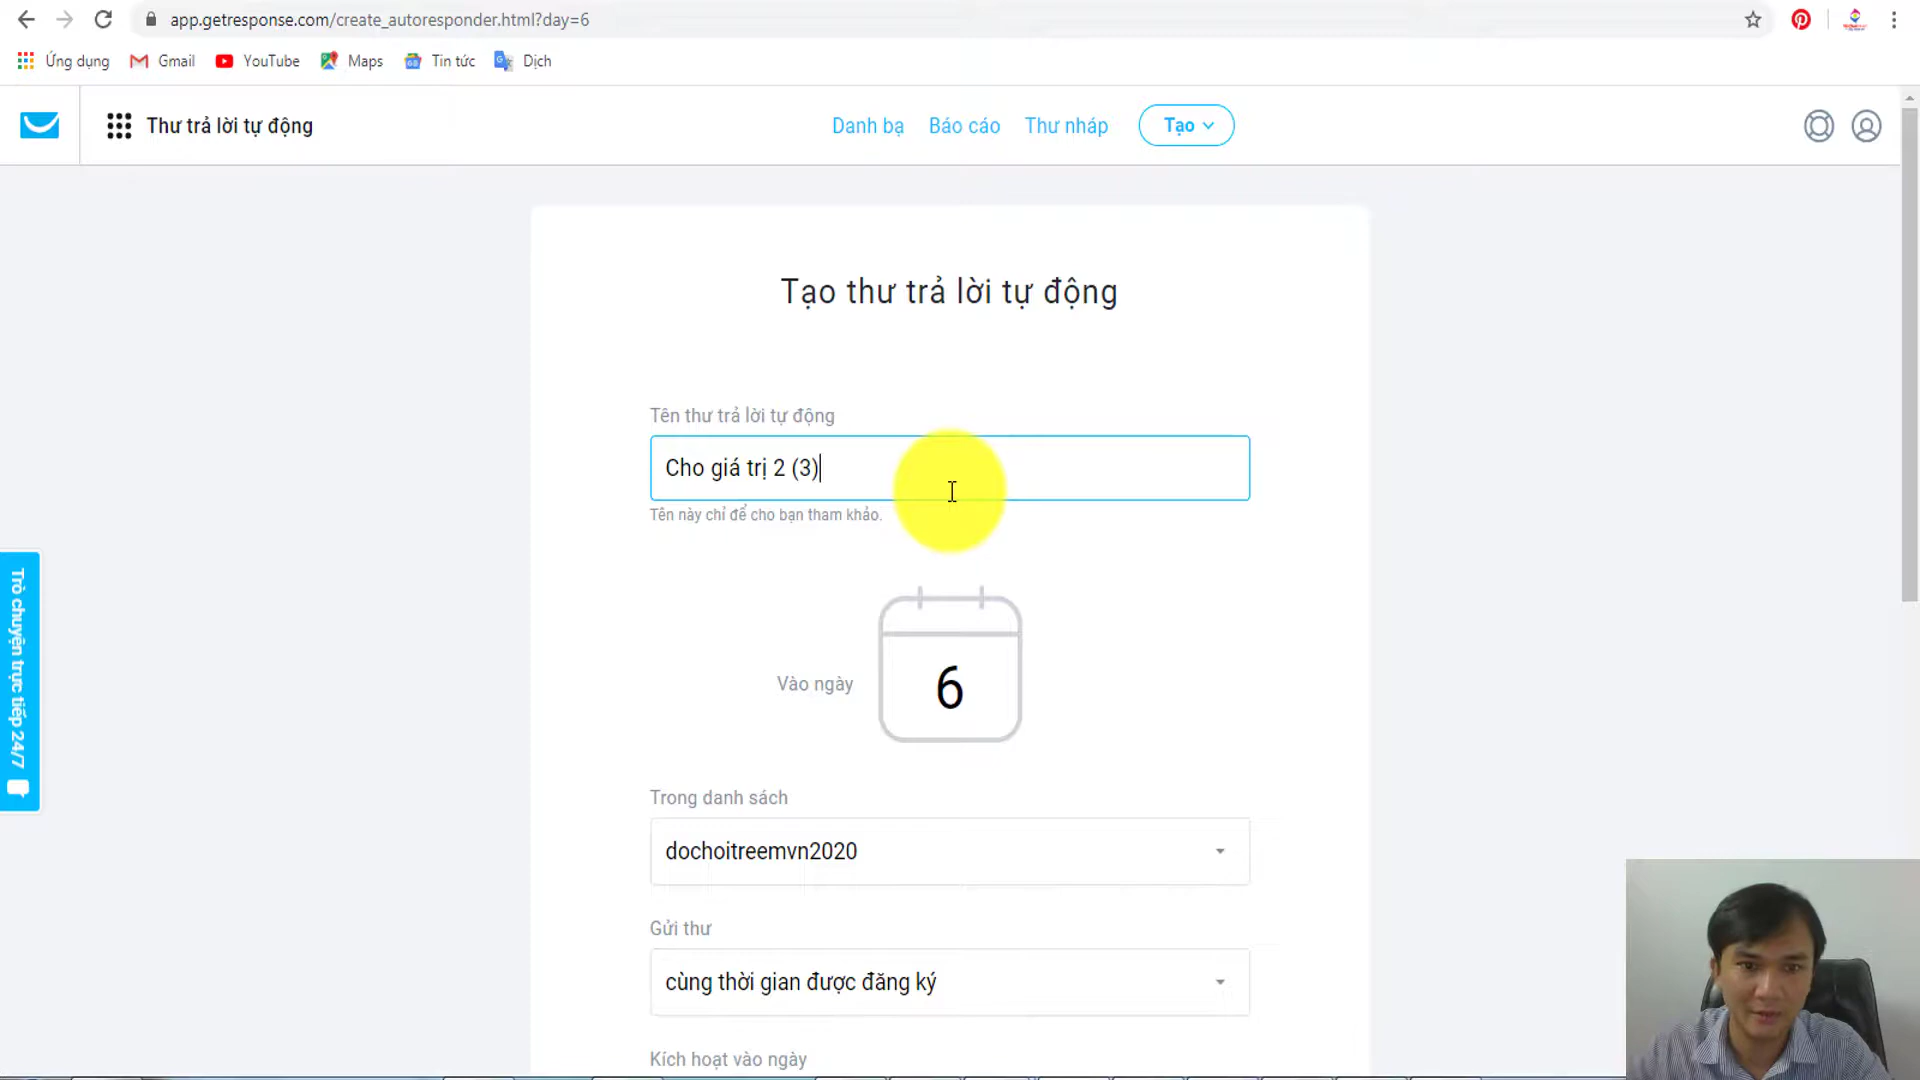 app.getresponse.com/create_autoresponder.html?day=6
Ứng dụng Gmail YouTube Maps Tin tức Dịch
Thư trả lời tự động Danh bạ Báo cáo Thư nháp Tạo
Tạo thư trả lời tự động
Tên thư trả lời tự động
Cho giá trị 2 (3)
Tên này chỉ để cho bạn tham khảo.
Trò chuyện trực tiếp 24/7
Vào ngày 6
Trong danh sách
dochoitreemvn2020
Gửi thư
cùng thời gian được đăng ký
Kích hoạt vào ngày